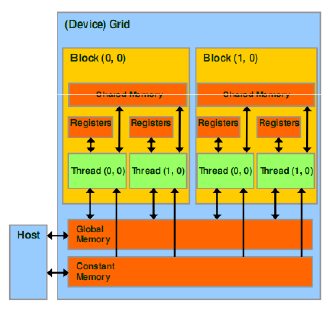 (Device) Grid
Block (0, 0)
Block (1, 0)
Shared Memory
Shared Memory
Registers
Registers
Registers
Registers
Thread (0, 0)
Thread (1, 0)
Thread (0, 0)
Thread (1, 0)
Host
Global
Memory
Constant
Memory